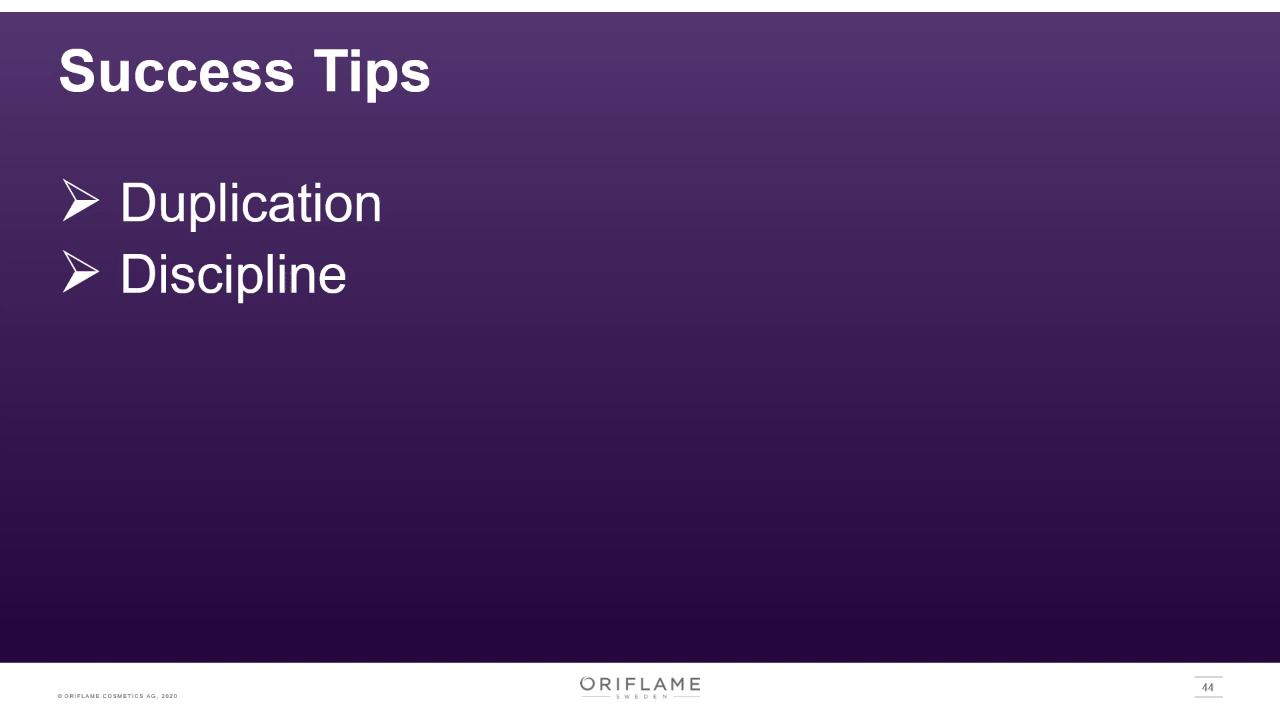 Success Tips
➢ Duplication
➢ Discipline
© ORIFLAME COSMETICS AG, 2020
ORIFLAME
SWEDEN
44